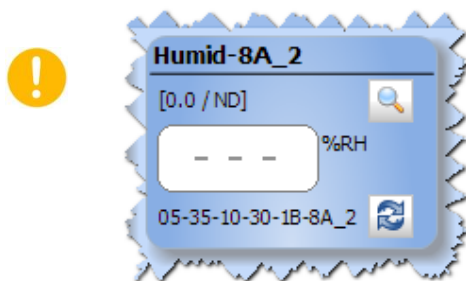 !
Humid-8A_2
[0.0 / ND]
– – – %RH
05-35-10-30-1B-8A_2